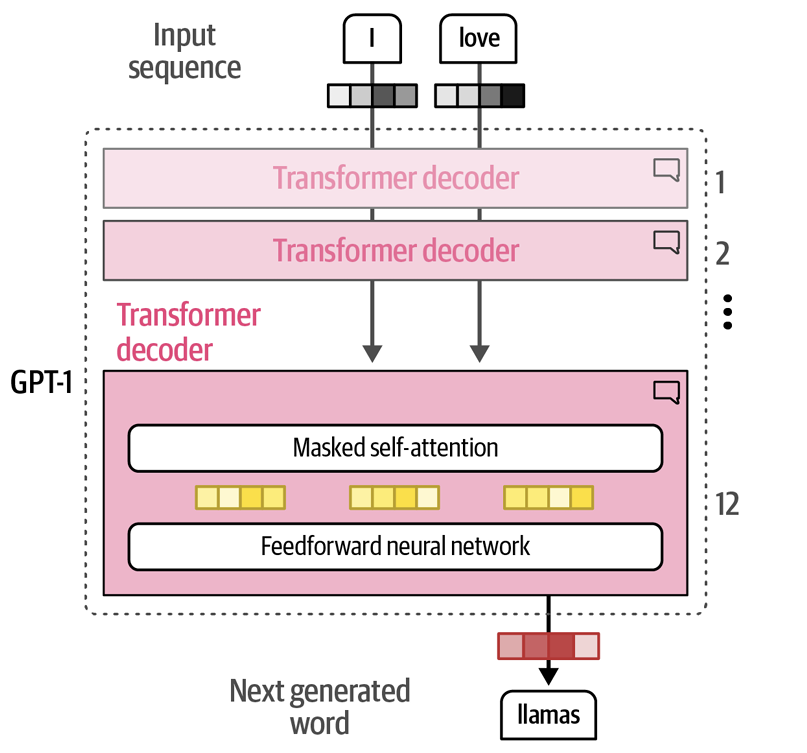 Input
sequence
I
love
Transformer decoder
1
Transformer decoder
2
Transformer
decoder
GPT-1
Masked self-attention
12
Feedforward neural network
Next generated
word
llamas